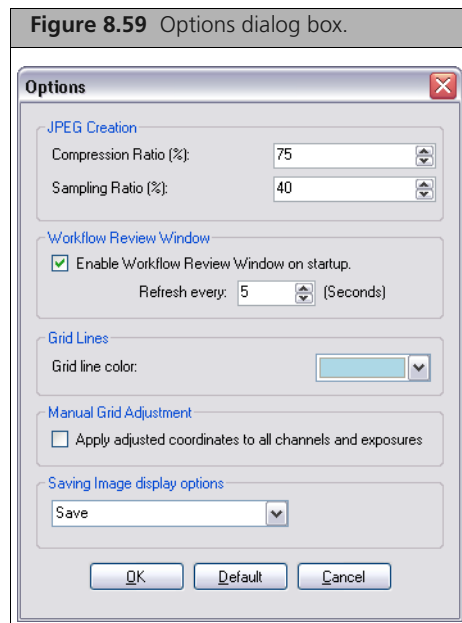 Figure 8.59 Options dialog box.
Options
JPEG Creation
Compression Ratio (%): 75
Sampling Ratio (%): 40
Workflow Review Window
Enable Workflow Review Window on startup.
Refresh every: 5 (Seconds)
Grid Lines
Grid line color:
Manual Grid Adjustment
Apply adjusted coordinates to all channels and exposures
Saving Image display options
Save
OK Default Cancel